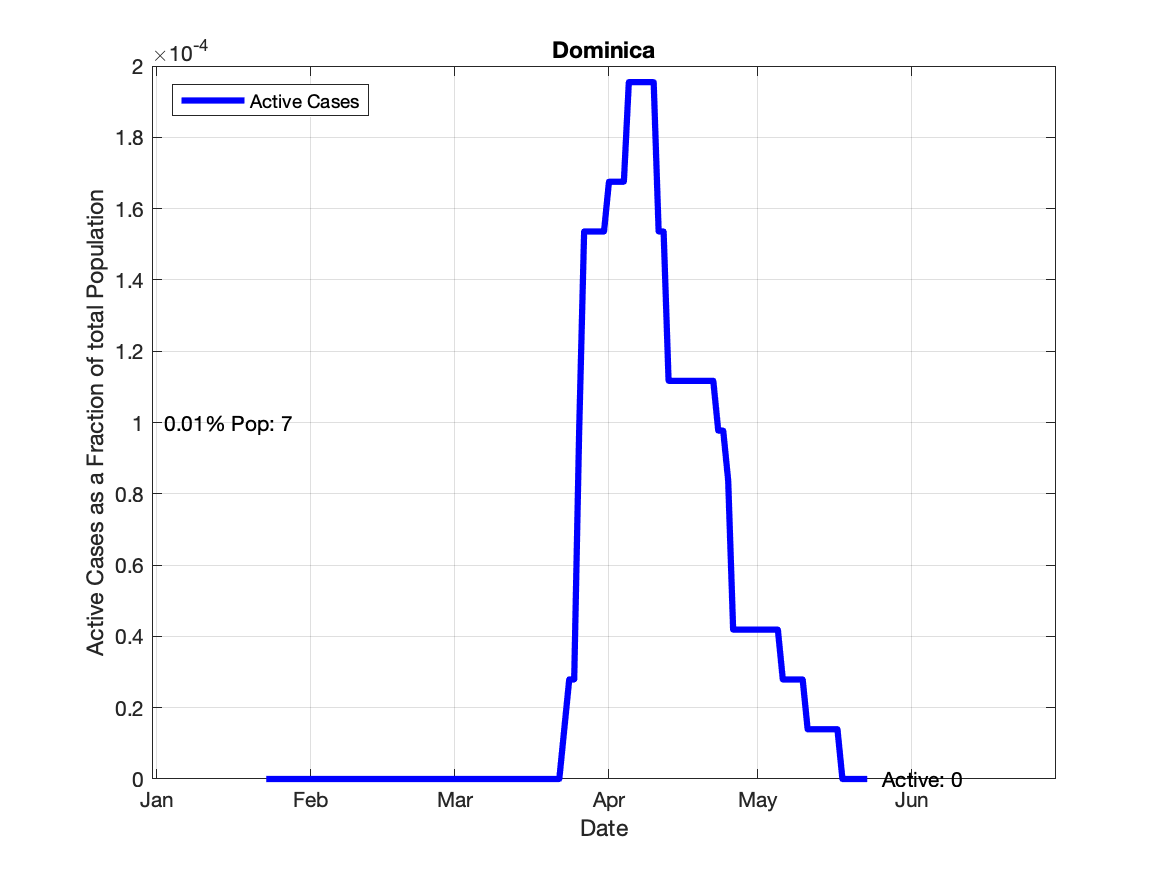 Dominica
×10-4
2
1.8
1.6
1.4
1.2
1
0.8
0.6
0.4
0.2
0
Active Cases as a Fraction of total Population
Active Cases
0.01% Pop: 7
Active: 0
Jan Feb Mar Apr May Jun
Date